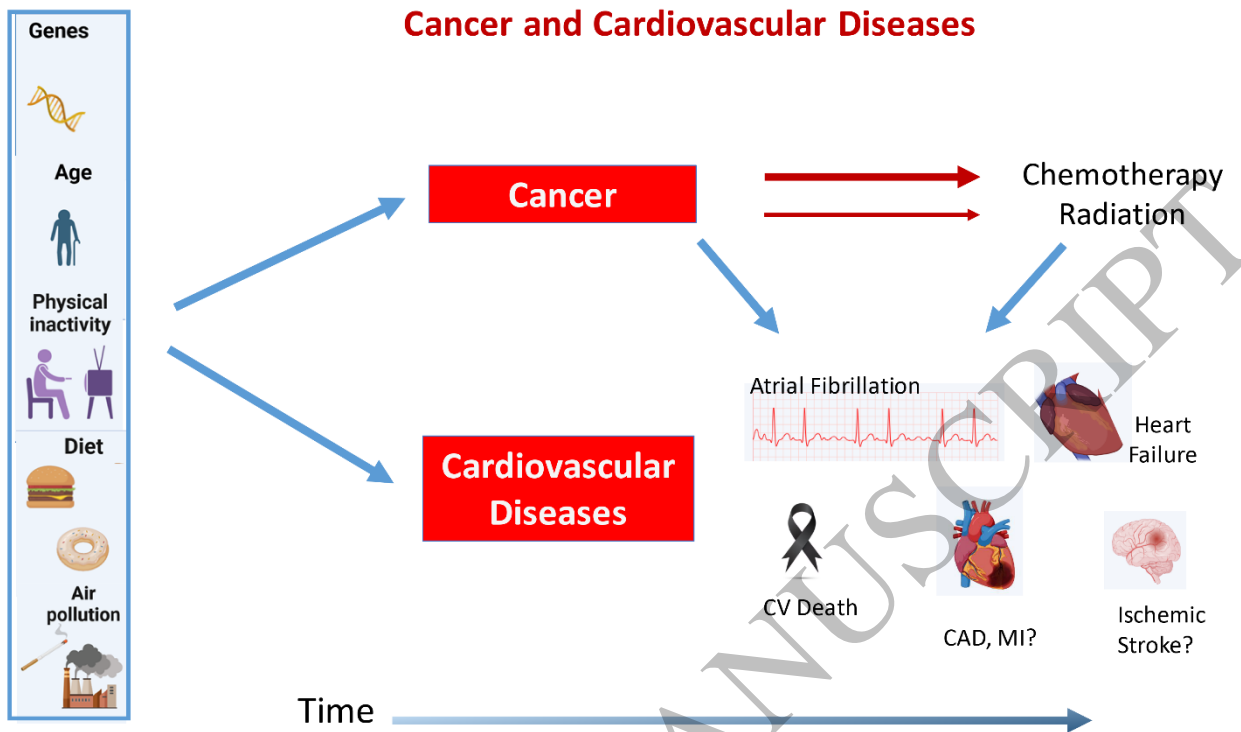 Cancer and Cardiovascular Diseases
Genes
Age
Physical
inactivity
Diet
Air
pollution
Cancer
Chemotherapy
Radiation
Cardiovascular
Diseases
Atrial Fibrillation
Heart
Failure
CV Death
CAD, MI?
Ischemic
Stroke?
Time
ANUSCRIPT